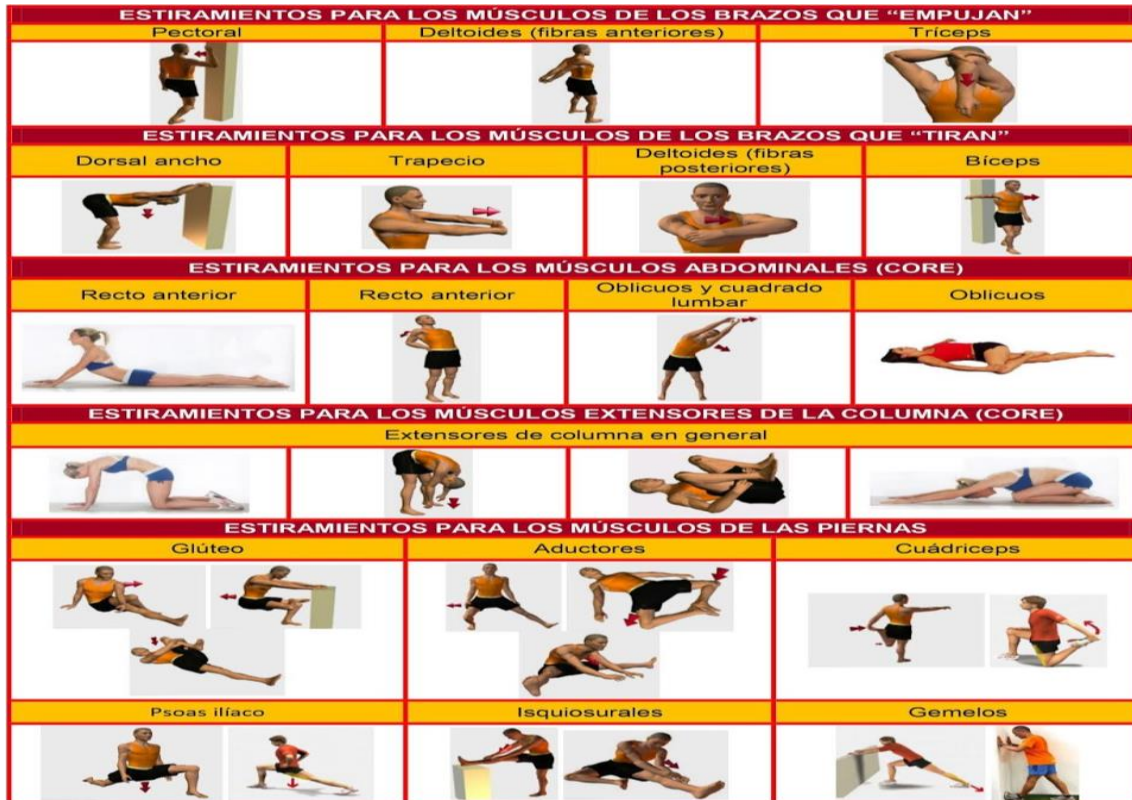 ESTIRAMIENTOS PARA LOS MÚSCULOS DE LOS BRAZOS QUE “EMPUJAN”
Pectoral
Deltoides (fibras anteriores)
Tríceps
ESTIRAMIENTOS PARA LOS MÚSCULOS DE LOS BRAZOS QUE “TIRAN”
Dorsal ancho
Trapecio
Deltoides (fibras
posteriores)
Bíceps
ESTIRAMIENTOS PARA LOS MÚSCULOS ABDOMINALES (CORE)
Recto anterior
Recto anterior
Oblicuos y cuadrado
lumbar
Oblicuos
ESTIRAMIENTOS PARA LOS MÚSCULOS EXTENSORES DE LA COLUMNA (CORE)
Extensores de columna en general
ESTIRAMIENTOS PARA LOS MÚSCULOS DE LAS PIERNAS
Glúteo
Aductores
Cuádriceps
Psoas ilíaco
Isquiosurales
Gemelos